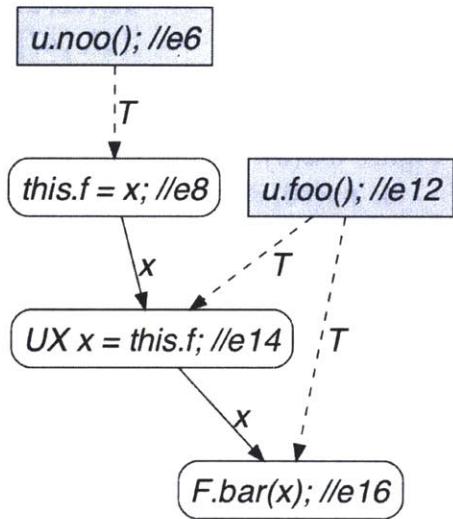 u.noo(); //e6
T
this.f = x; //e8
u.foo(); //e12
x
T
UX x = this.f; //e14
T
x
F.bar(x); //e16